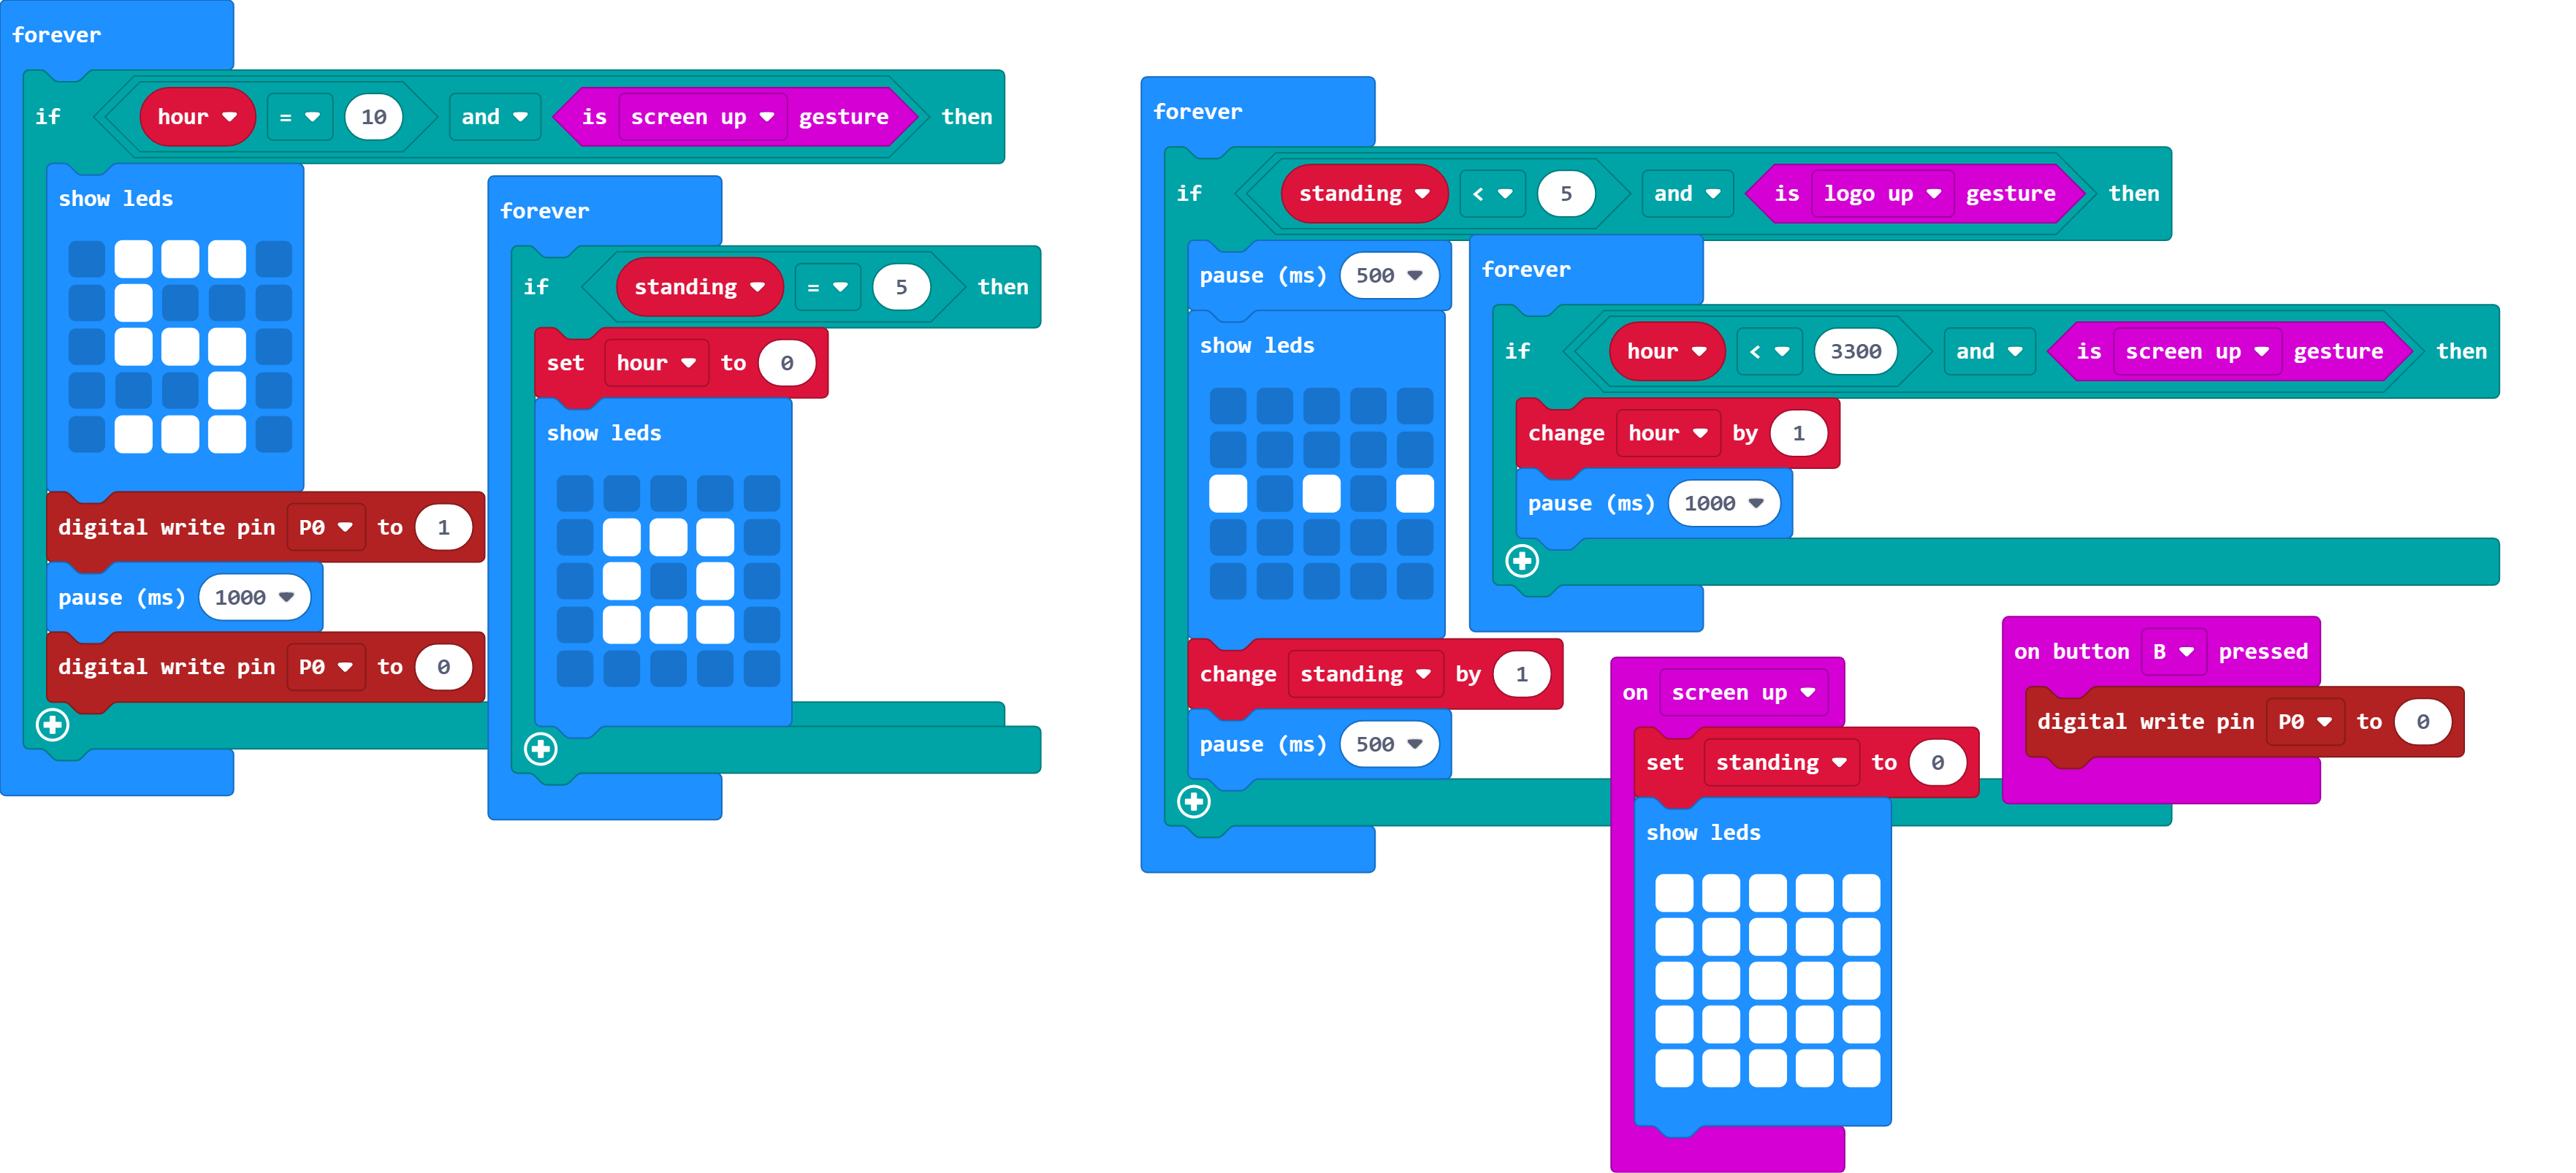 forever
if hour = 10 and is screen up gesture then
show leds
digital write pin P0 to 1
pause (ms) 1000
digital write pin P0 to 0
forever
if standing = 5 then
set hour to 0
show leds
forever
if standing < 5 and is logo up gesture then
pause (ms) 500
show leds
change standing by 1
pause (ms) 500
forever
if hour < 3300 and is screen up gesture then
change hour by 1
pause (ms) 1000
on screen up
set standing to 0
show leds
on button B pressed
digital write pin P0 to 0